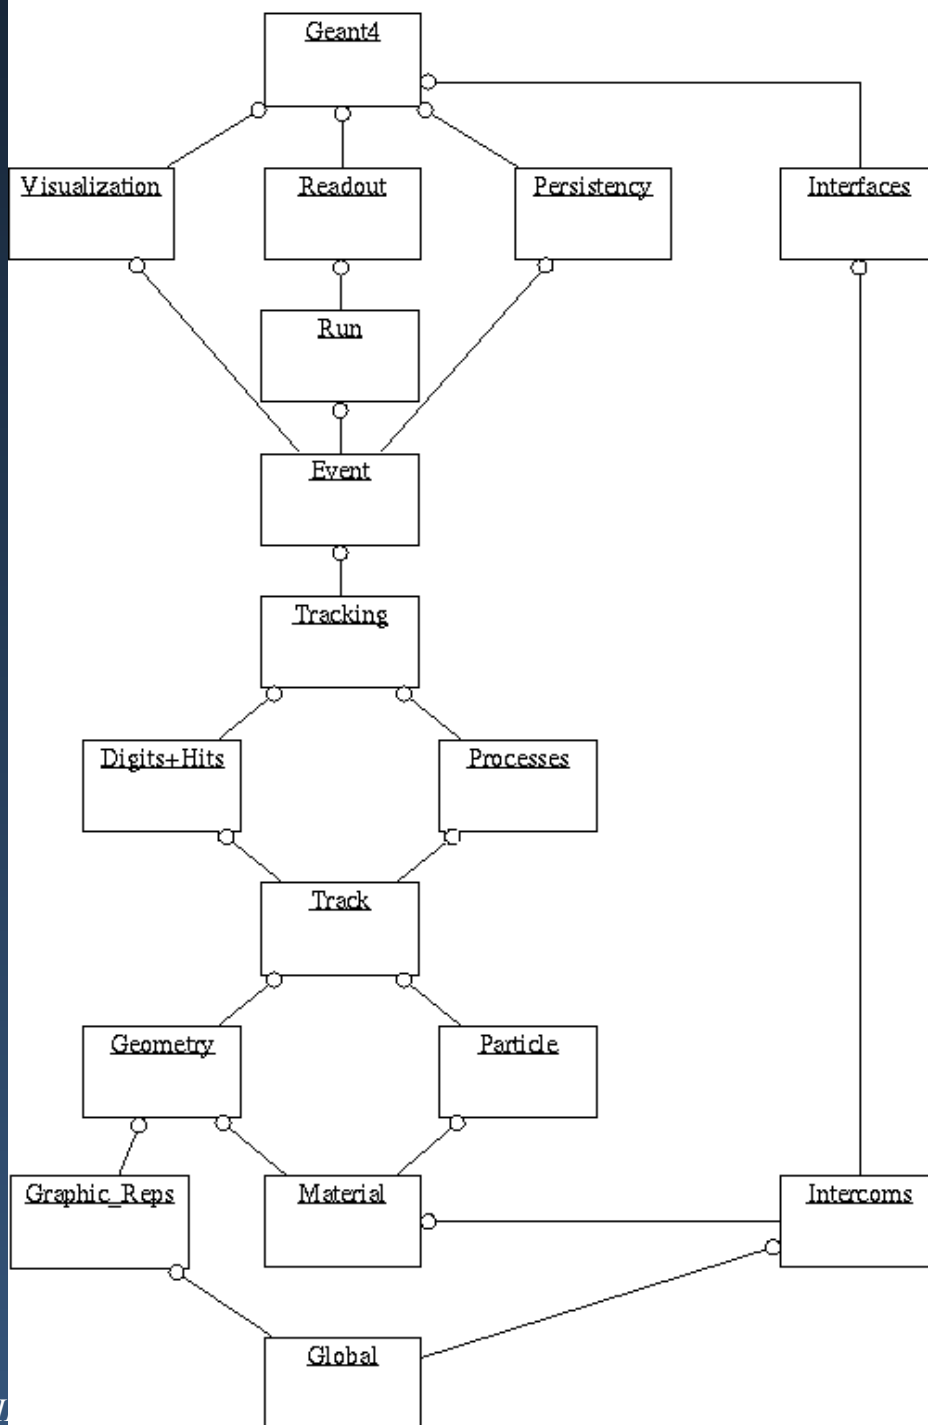 Geant4
Visualization
Readout
Persistency
Interfaces
Run
Event
Tracking
Digits+Hits
Processes
Track
Geometry
Particle
Graphic_Reps
Material
Intercoms
Global